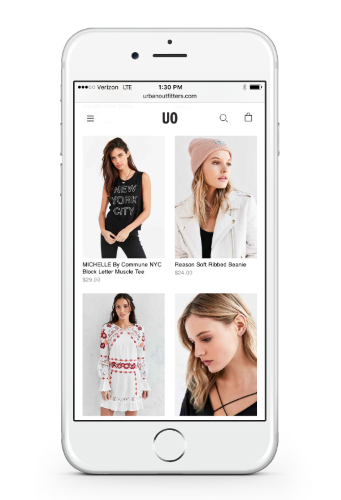 Verizon LTE 1:30 PM
urbanoutfitters.com
UO
NEW
YORK
CITY
MICHELLE By Commune NYC
Block Letter Muscle Tee
$29.00
Reason Soft Ribbed Beanie
$24.00